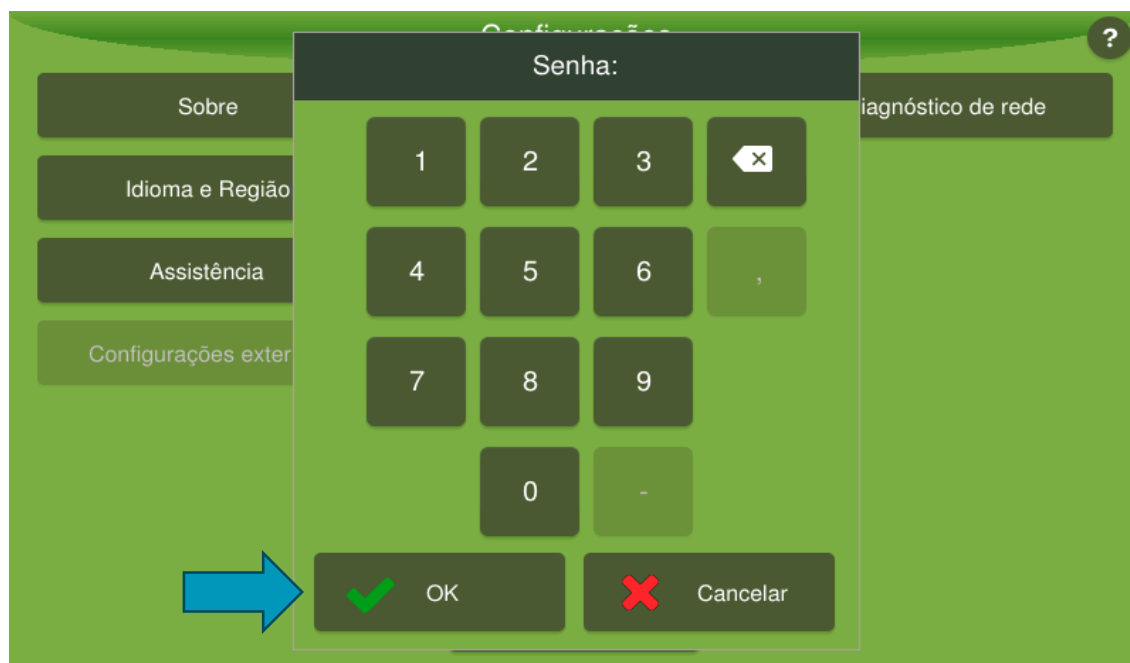 Configurações
?
Senha:
Sobre
iagnóstico de rede
1 2 3
Idioma e Região
4 5 6 ,
Assistência
Configurações exter
7 8 9
0 -
OK Cancelar